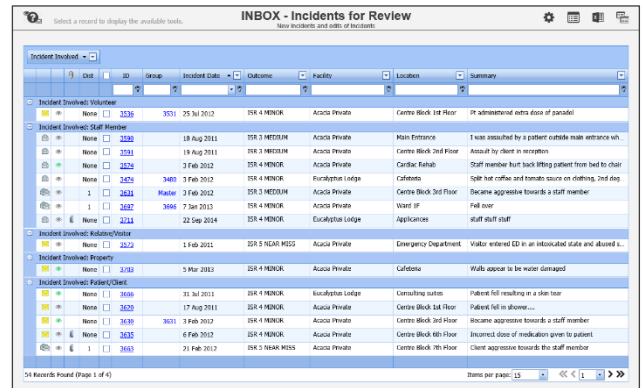 INBOX - Incidents for Review
Select a record to display the available tools.
New Incidents and edits of Incidents
Incident Involved
Dist ID Group Incident Date Outcome Facility Location Summary
Incident Involved: Volunteer
None 3536 3531 25 Jul 2012 ISR 4 MINOR Acacia Private Centre Block 1st Floor Pt administered extra dose of panadol
Incident Involved: Staff Member
None 3590 18 Aug 2011 ISR 3 MEDIUM Acacia Private Main Entrance I was assaulted by a patient outside main entrance wh...
None 3591 19 Aug 2011 ISR 3 MEDIUM Acacia Private Centre Block 2nd Floor Assault by client in reception
None 3574 3 Feb 2012 ISR 4 MINOR Acacia Private Cardiac Rehab Staff member hurt back lifting patient from bed to chair
None 3474 3480 3 Feb 2012 ISR 4 MINOR Eucalyptus Lodge Cafeteria Spilt hot coffee and tomato sauce on clothing, 2nd deg...
1 3631 Master 3 Feb 2012 ISR 3 MEDIUM Acacia Private Centre Block 3rd Floor Became aggressive towards a staff member
1 3697 3696 7 Jan 2013 ISR 4 MINOR Acacia Private Ward 1F Fell over
None 3711 22 Sep 2014 ISR 4 MINOR Eucalyptus Lodge Applicances stuff stuff stuff
Incident Involved: Relative/Visitor
None 3573 1 Feb 2011 ISR 5 NEAR MISS Acacia Private Emergency Department Visitor entered ED in an intoxicated state and abused s...
Incident Involved: Property
None 3703 5 Mar 2013 ISR 4 MINOR Acacia Private Cafeteria Walls appear to be water damaged
Incident Involved: Patient/Client
None 3606 31 Jul 2011 ISR 4 MINOR Eucalyptus Lodge Consulting suites Patient fell resulting in a skin tear
None 3620 17 Aug 2011 ISR 4 MINOR Acacia Private Centre Block 1st Floor Patient fell in shower....
None 3630 3631 3 Feb 2012 ISR 4 MINOR Acacia Private Centre Block 3rd Floor Became aggressive towards a staff member
None 3635 6 Feb 2012 ISR 4 MINOR Acacia Private Centre Block 6th Floor Incorrect dose of medication given to patient
1 3663 21 Feb 2012 ISR 5 NEAR MISS Acacia Private Centre Block 7th Floor Client aggressive towards the staff member
54 Records Found (Page 1 of 4) Items per page: 15 1